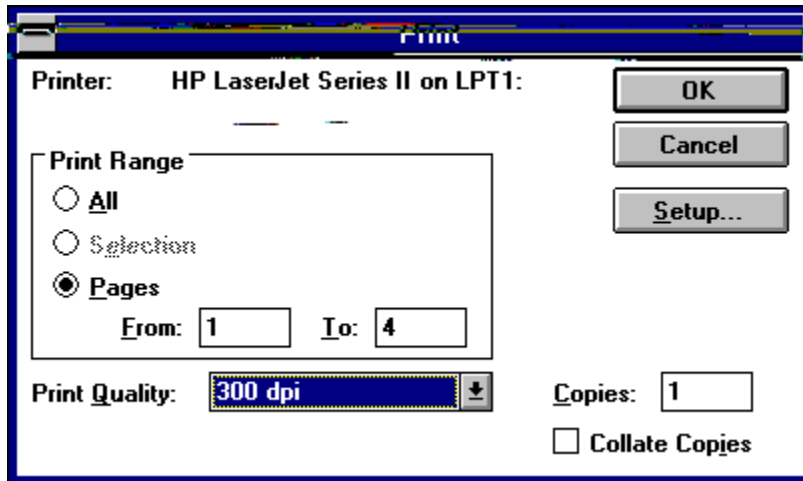 Print
Printer: HP LaserJet Series II on LPT1:
OK
Cancel
Setup...
Print Range
All
Selection
Pages
From: 1 To: 4
Print Quality: 300 dpi
Copies: 1
Collate Copies